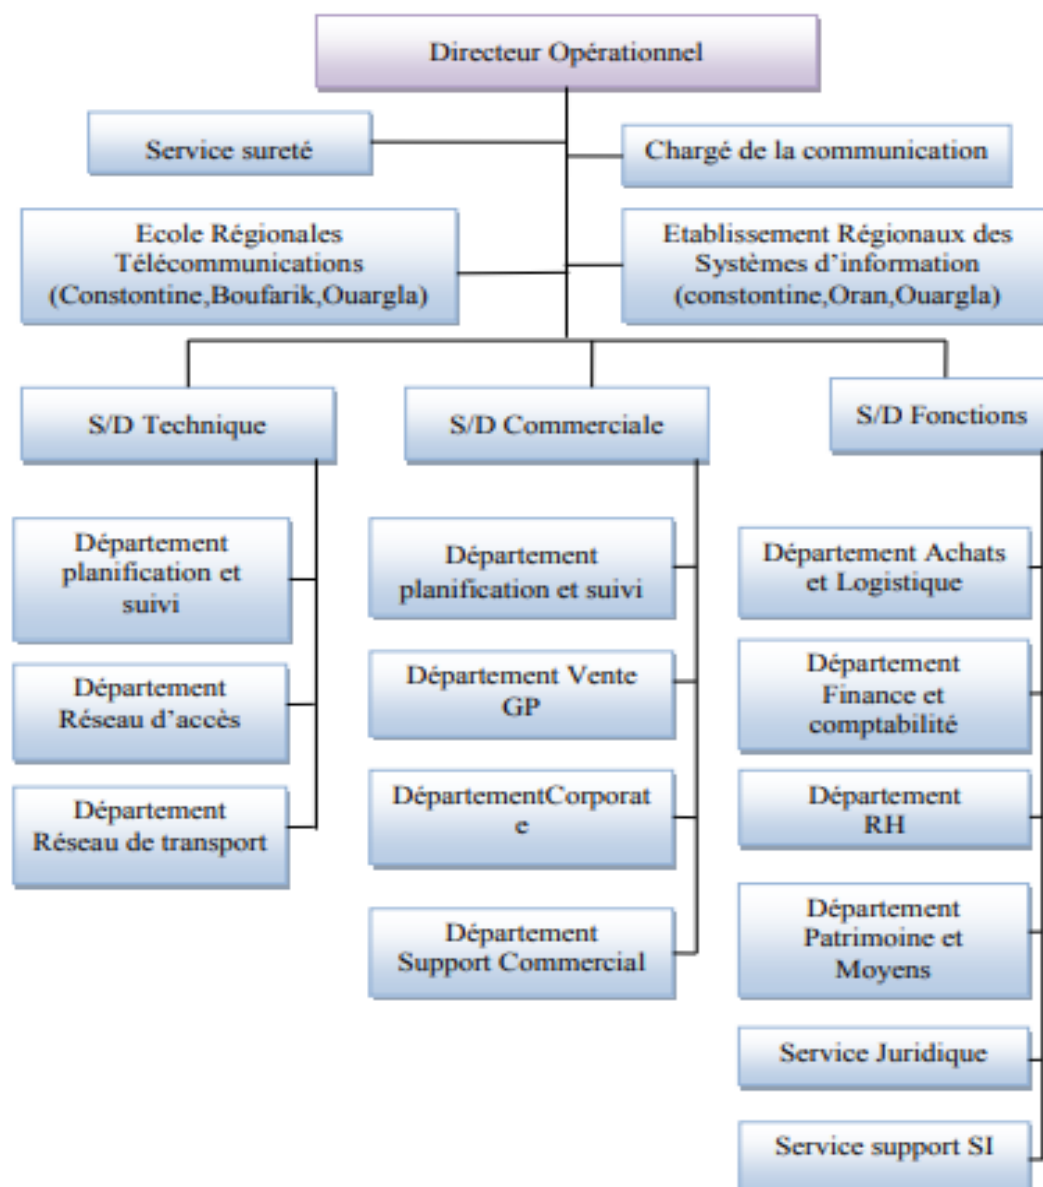 Directeur Opérationnel
Service sureté
Chargé de la communication
Ecole Régionales
Télécommunications
(Constontine,Boufarik,Ouargla)
Etablissement Régionaux des
Systèmes d'information
(constontine,Oran,Ouargla)
S/D Technique
S/D Commerciale
S/D Fonctions
Département
planification et
suivi
Département
Réseau d'accès
Département
Réseau de transport
Département
planification et suivi
Département Vente
GP
DépartementCorporat
e
Département
Support Commercial
Département Achats
et Logistique
Département
Finance et
comptabilité
Département
RH
Département
Patrimoine et
Moyens
Service Juridique
Service support SI